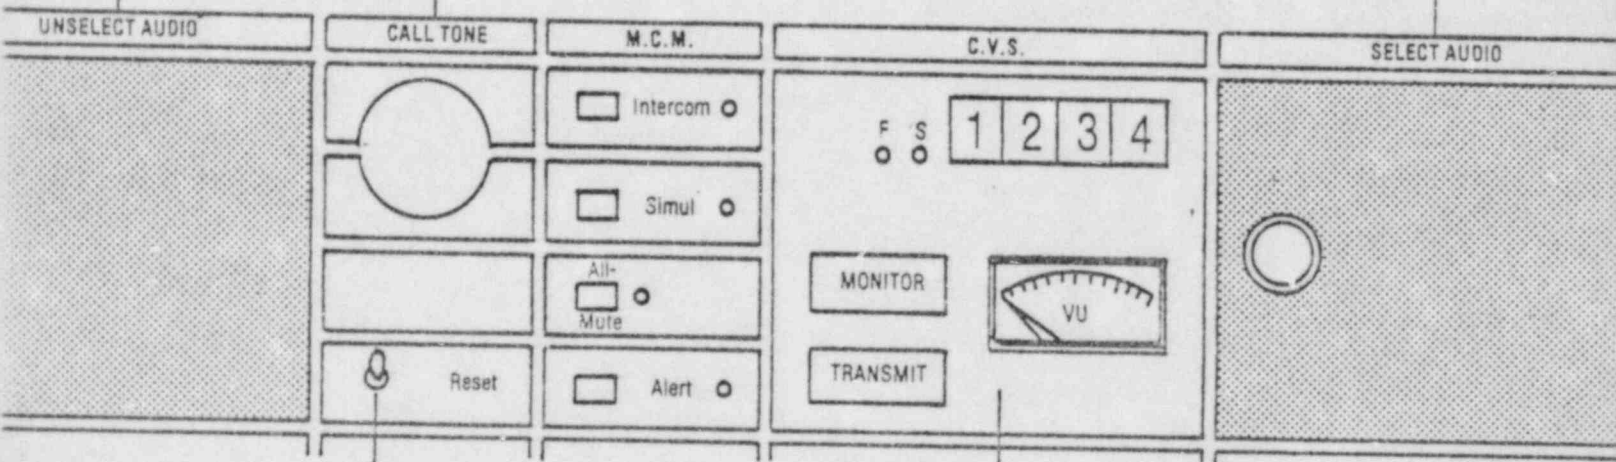 UNSELECT AUDIO
CALL TONE
M.C.M.
C.V.S.
SELECT AUDIO
Intercom
F S
1 2 3 4
Simul
All-
Mute
MONITOR
VU
Reset
Alert
TRANSMIT